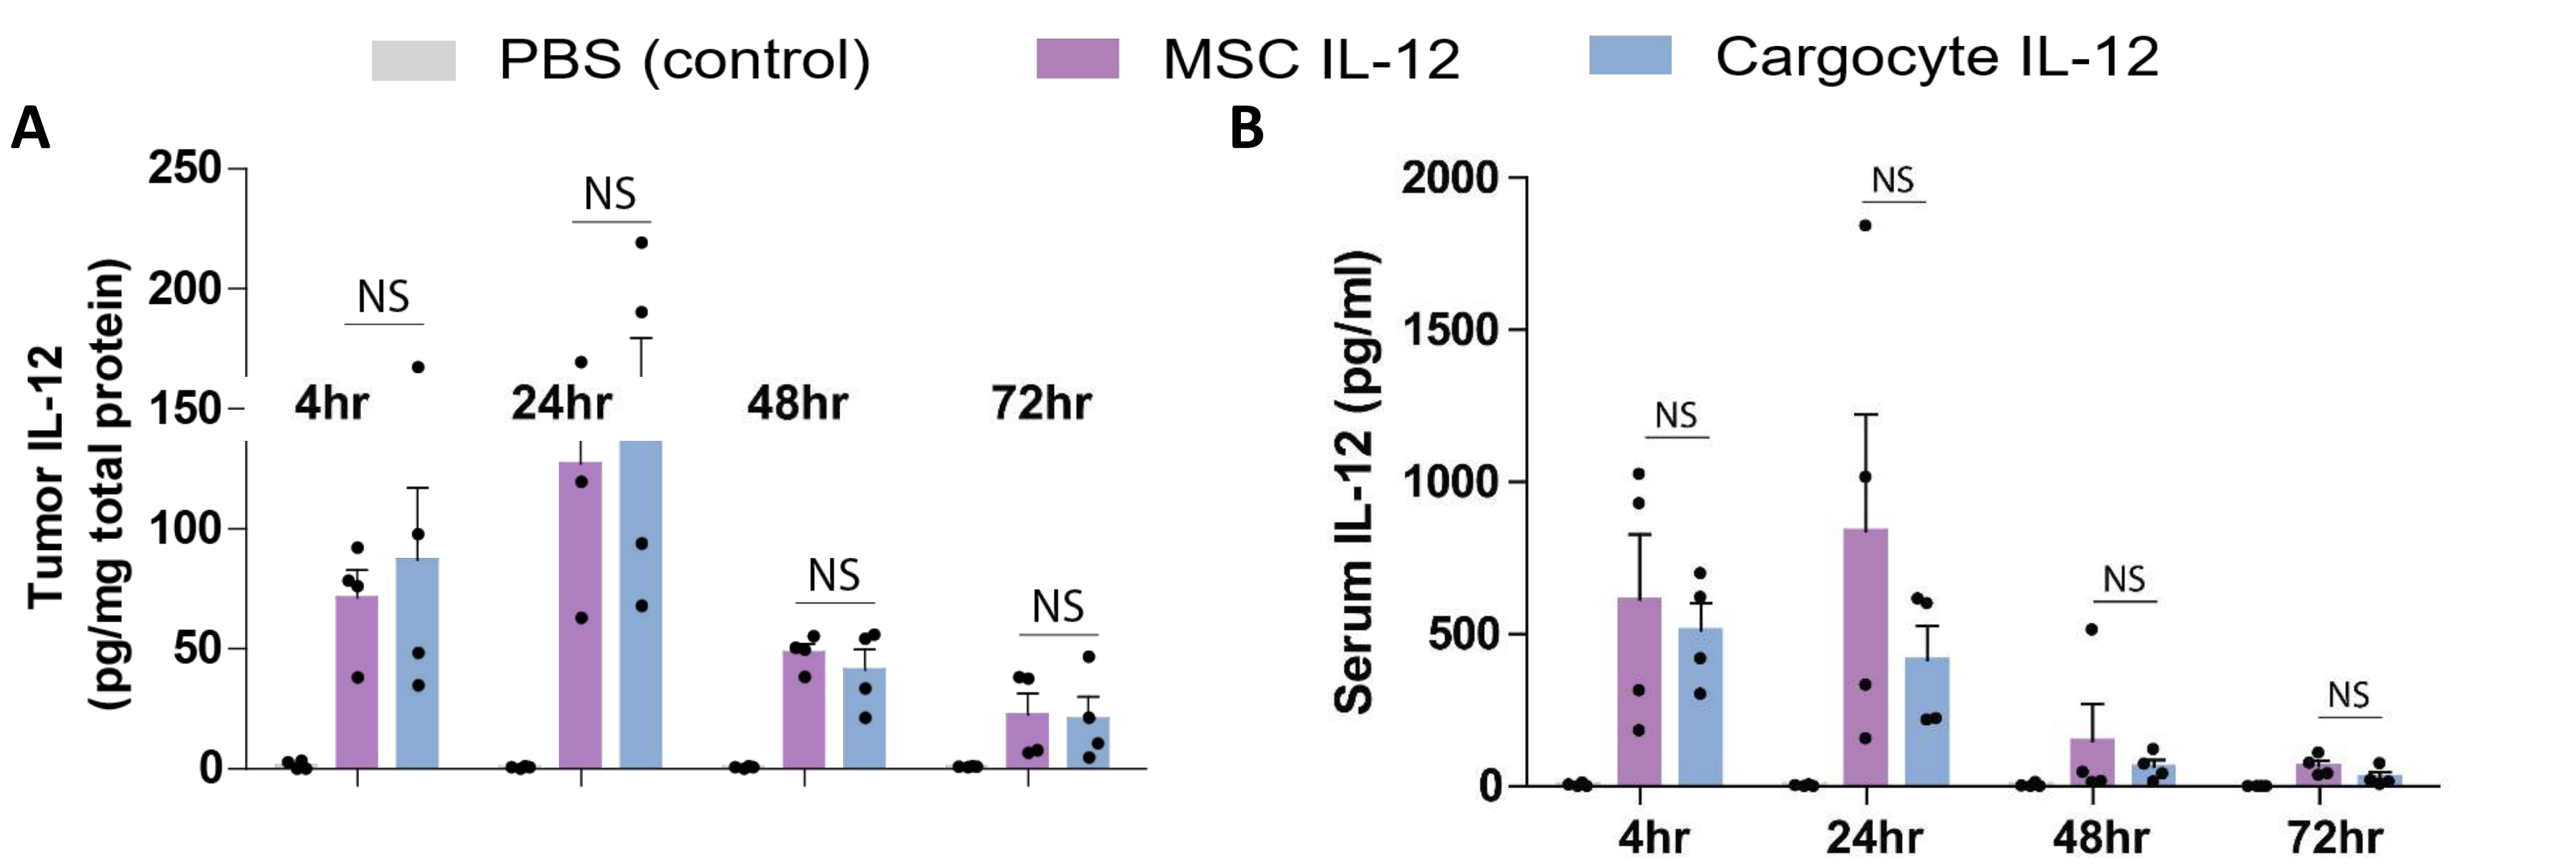 PBS (control) MSC IL-12 Cargocyte IL-12
A
Tumor IL-12
(pg/mg total protein)
250
200
150
100
50
0
NS
NS
NS
NS
4hr 24hr 48hr 72hr
B
Serum IL-12 (pg/ml)
2000
1500
1000
500
0
NS
NS
NS
NS
4hr 24hr 48hr 72hr